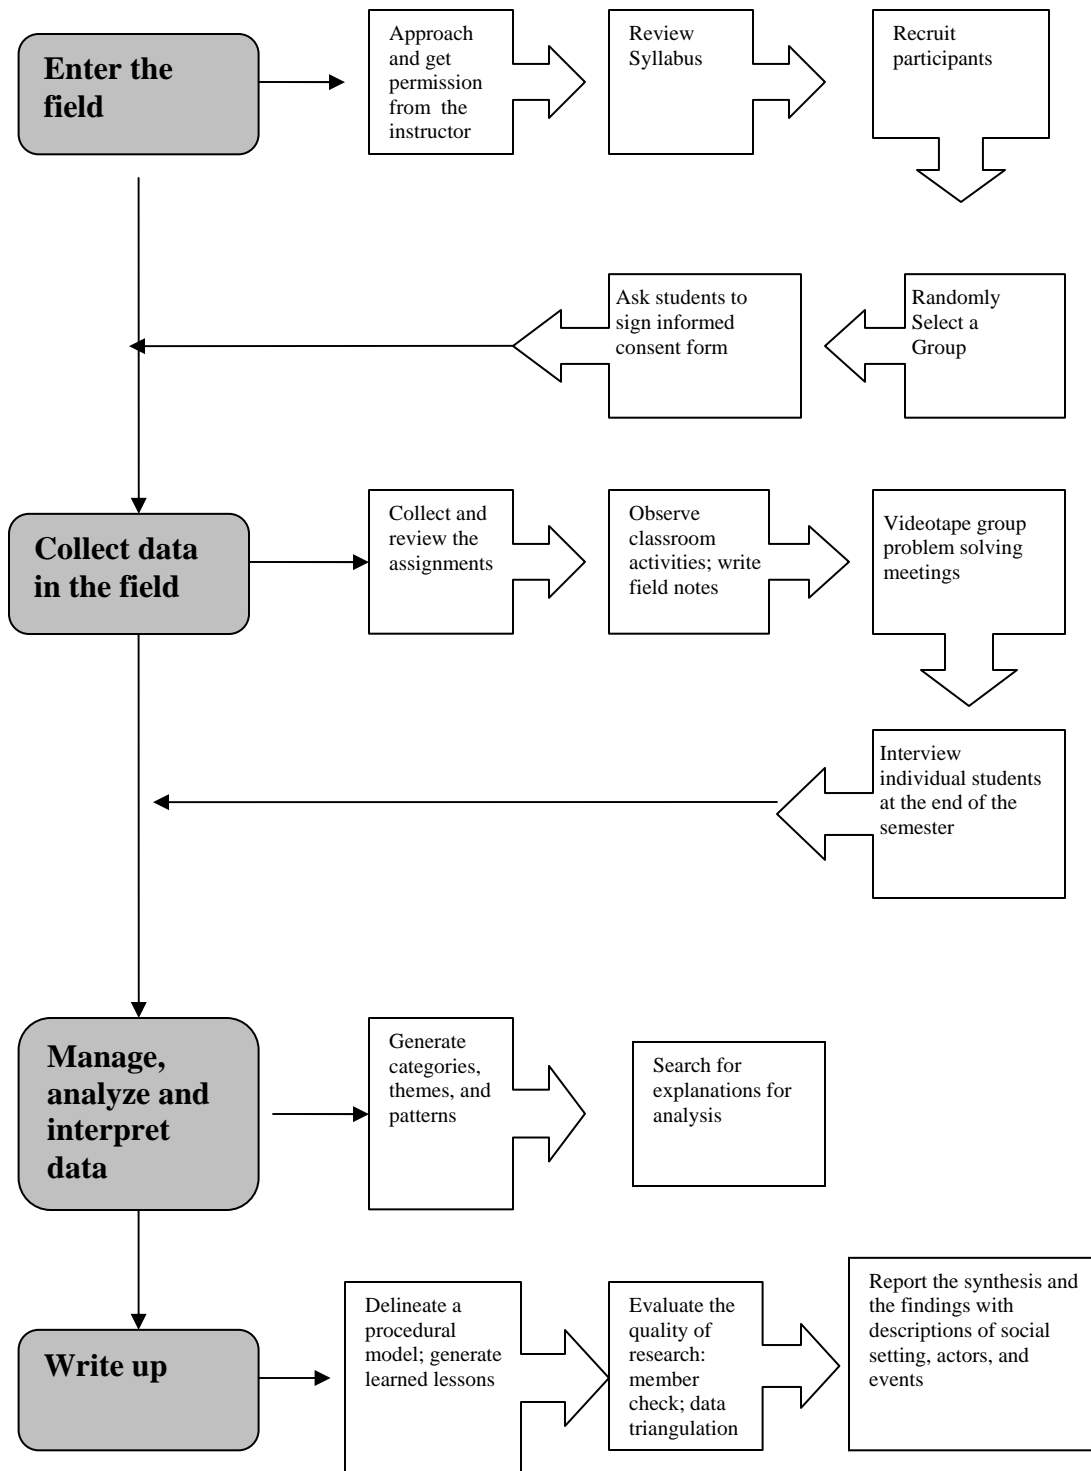 Enter the
field
Approach
and get
permission
from the
instructor
Review
Syllabus
Recruit
participants
Randomly
Select a
Group
Ask students to
sign informed
consent form
Collect data
in the field
Collect and
review the
assignments
Observe
classroom
activities; write
field notes
Videotape group
problem solving
meetings
Interview
individual students
at the end of the
semester
Manage,
analyze and
interpret
data
Generate
categories,
themes, and
patterns
Search for
explanations for
analysis
Write up
Delineate a
procedural
model; generate
learned lessons
Evaluate the
quality of
research:
member
check; data
triangulation
Report the synthesis and
the findings with
descriptions of social
setting, actors, and
events